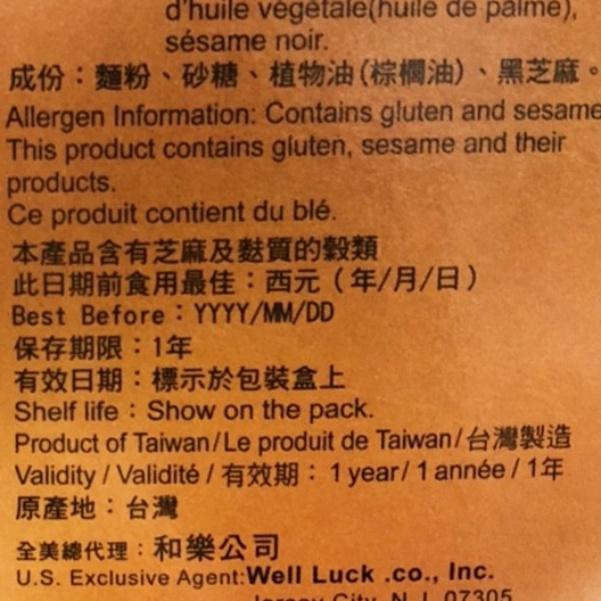 d'huile végétale(huile de palme),
sésame noir.
成份：麵粉、砂糖、植物油(棕櫚油)、黑芝麻。
Allergen Information: Contains gluten and sesame
This product contains gluten, sesame and their
products.
Ce produit contient du blé.
本產品含有芝麻及麩質的穀類
此日期前食用最佳：西元（年/月/日）
Best Before：YYYY/MM/DD
保存期限：1年
有效日期：標示於包裝盒上
Shelf life：Show on the pack.
Product of Taiwan/Le produit de Taiwan/台灣製造
Validity / Validité / 有效期：1 year/ 1 année / 1年
原產地：台灣
全美總代理：和樂公司
U.S. Exclusive Agent:Well Luck .co., Inc.
Jersey City, N.J. 07305